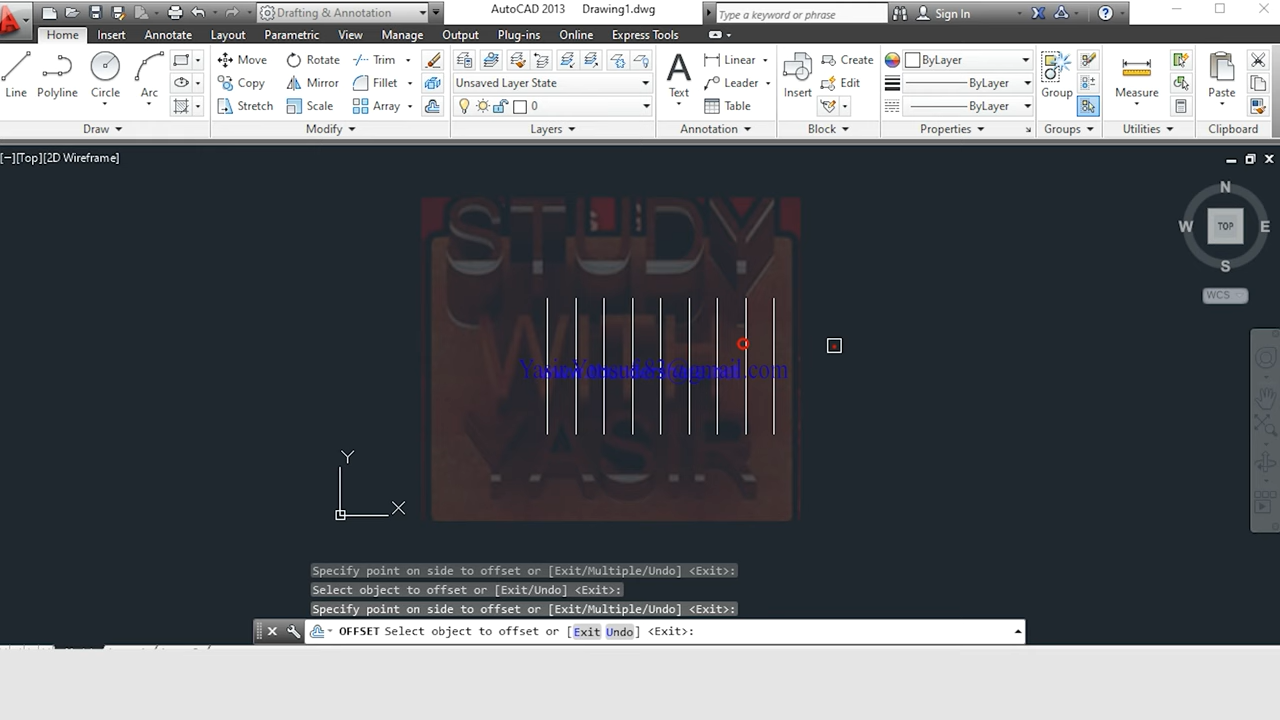 Drafting & Annotation
AutoCAD 2013 Drawing1.dwg
Type a keyword or phrase
Sign In
Home Insert Annotate Layout Parametric View Manage Output Plug-ins Online Express Tools
Line Polyline Circle Arc
Move Rotate Trim
Copy Mirror Fillet
Stretch Scale Array
Unsaved Layer State
0
Text
Linear
Leader
Table
Insert
Create
Edit
ByLayer
ByLayer
ByLayer
Group
Measure
Paste
Draw Modify Layers Annotation Block Properties Groups Utilities Clipboard
[−][Top][2D Wireframe]
N
W TOP E
S
WCS
STUDY
WITH
YASIR
Y
X
Specify point on side to offset or [Exit/Multiple/Undo] <Exit>:
Select object to offset or [Exit/Undo] <Exit>:
Specify point on side to offset or [Exit/Multiple/Undo] <Exit>:
OFFSET Select object to offset or [Exit Undo] <Exit>: